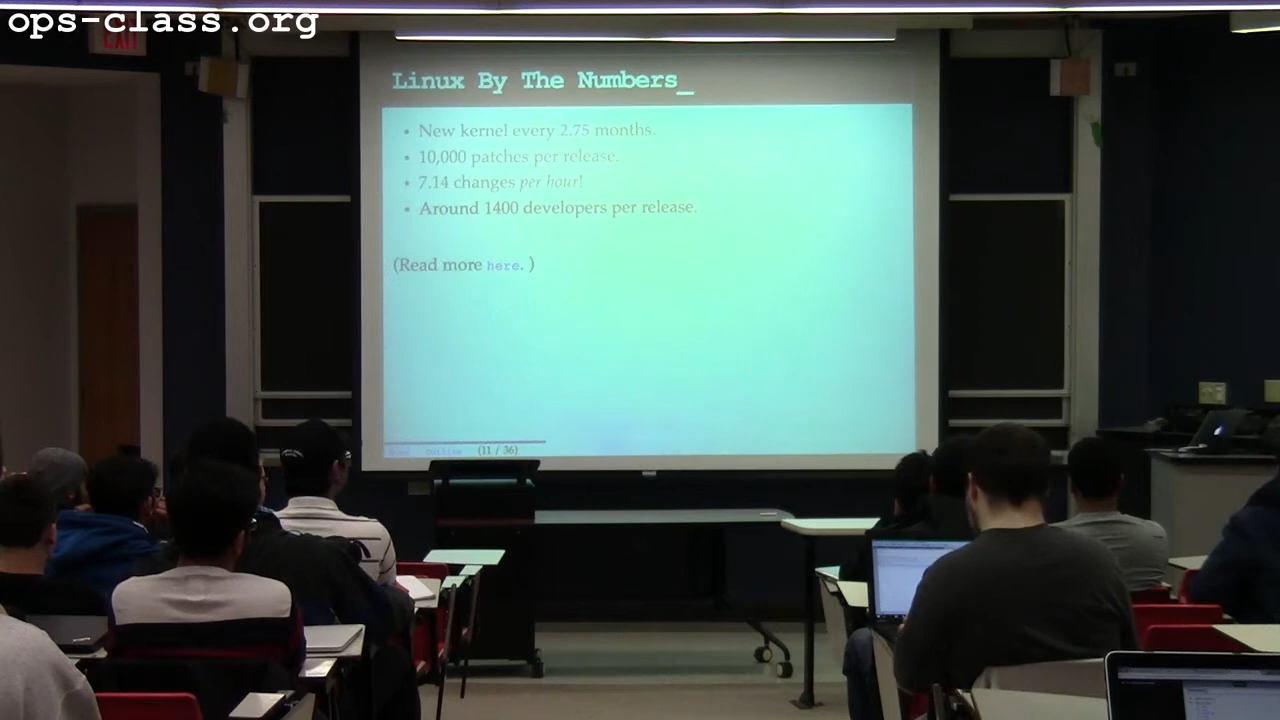 ops-class.org
EXIT
Linux By The Numbers_
• New kernel every 2.75 months.
• 10,000 patches per release.
• 7.14 changes per hour!
• Around 1400 developers per release.
(Read more here. )
(11 / 36)